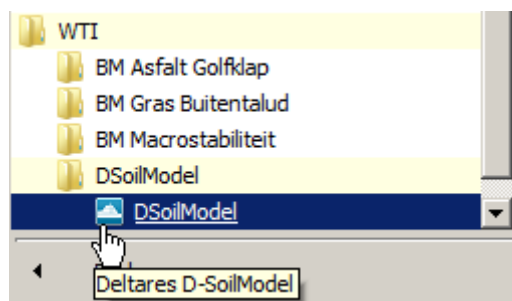 WTI
BM Asfalt Golfklap
BM Gras Buitentalud
BM Macrostabiliteit
DSoilModel
DSoilModel
Deltares D-SoilModel